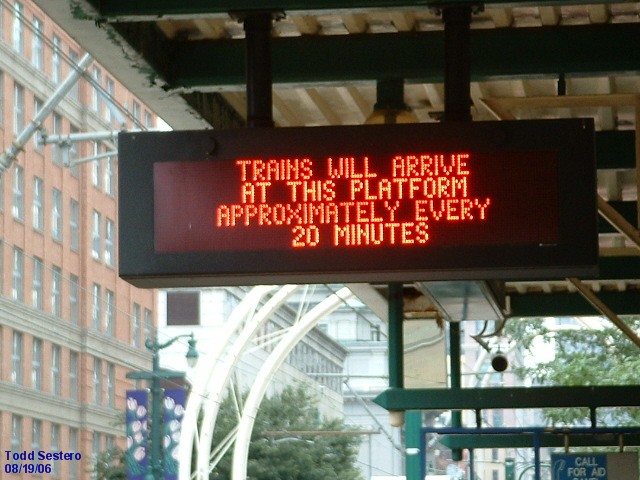 TRAINS WILL ARRIVE
AT THIS PLATFORM
APPROXIMATELY EVERY
20 MINUTES
CALL
FOR AID
Todd Sestero
08/19/06